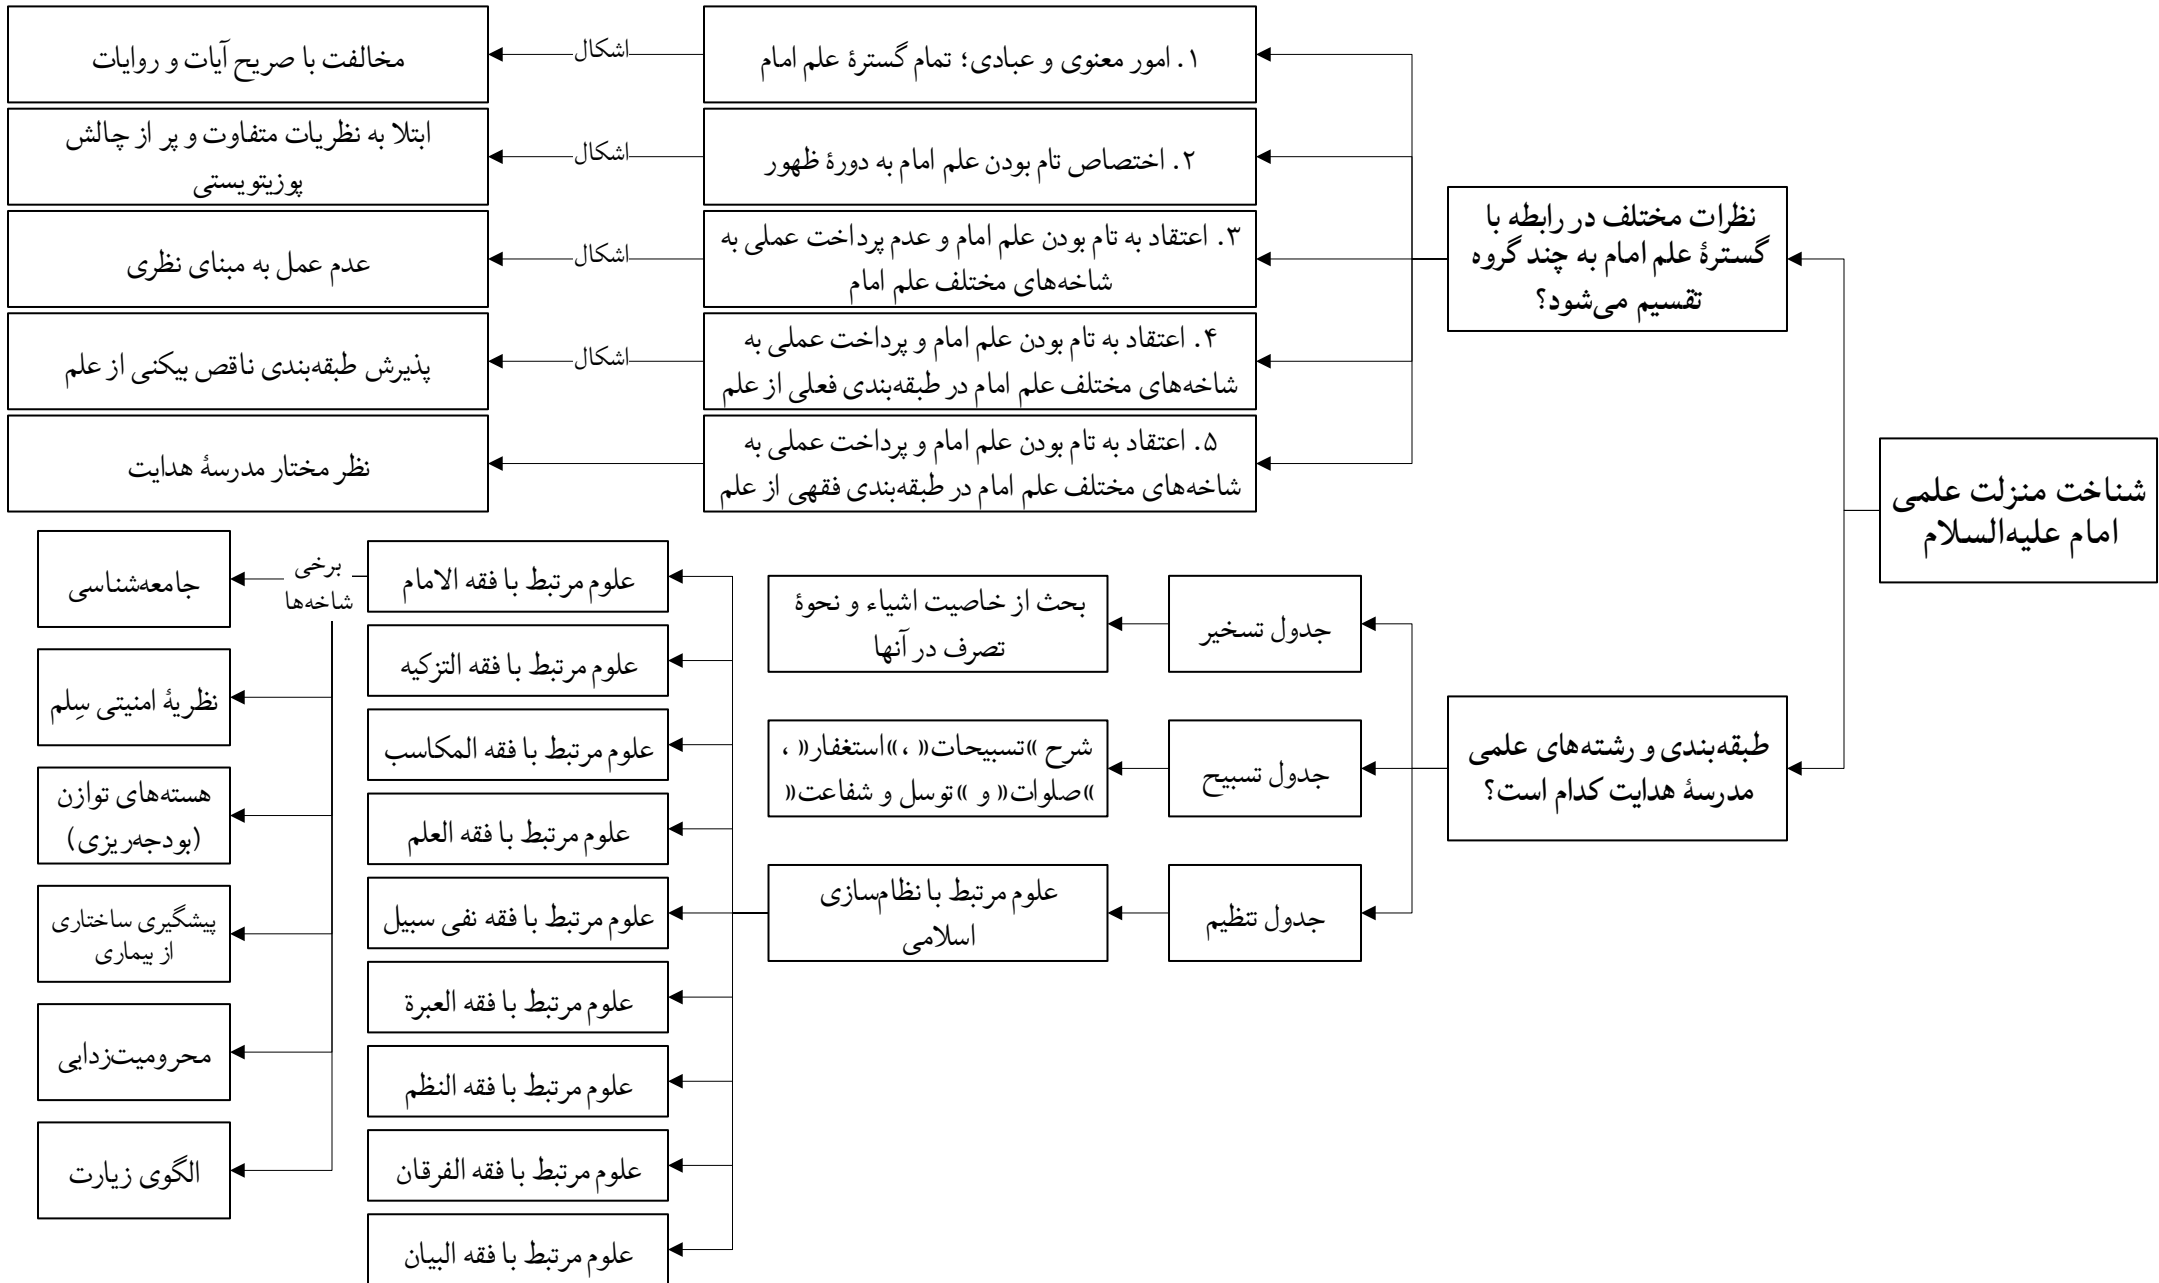 شناخت منزلت علمی
امام علیه‌السلام
نظرات مختلف در رابطه با
گسترۀ علم امام به چند گروه
تقسیم می‌شود؟
۱. امور معنوی و عبادی؛ تمام گسترۀ علم امام
اشکال
مخالفت با صریح آیات و روایات
۲. اختصاص تام بودن علم امام به دورۀ ظهور
اشکال
ابتلا به نظریات متفاوت و پر از چالش
پوزیتویستی
۳. اعتقاد به تام بودن علم امام و عدم پرداخت عملی به
شاخه‌های مختلف علم امام
اشکال
عدم عمل به مبنای نظری
۴. اعتقاد به تام بودن علم امام و پرداخت عملی به
شاخه‌های مختلف علم امام در طبقه‌بندی فعلی از علم
اشکال
پذیرش طبقه‌بندی ناقص بیکنی از علم
۵. اعتقاد به تام بودن علم امام و پرداخت عملی به
شاخه‌های مختلف علم امام در طبقه‌بندی فقهی از علم
نظر مختار مدرسۀ هدایت
طبقه‌بندی و رشته‌های علمی
مدرسۀ هدایت کدام است؟
جدول تسخیر
بحث از خاصیت اشیاء و نحوۀ
تصرف در آنها
جدول تسبیح
شرح »تسبیحات« ،»استغفار« ،
»صلوات« و »توسل و شفاعت«
جدول تنظیم
علوم مرتبط با نظام‌سازی
اسلامی
علوم مرتبط با فقه الامام
علوم مرتبط با فقه التزکیه
علوم مرتبط با فقه المکاسب
علوم مرتبط با فقه العلم
علوم مرتبط با فقه نفی سبیل
علوم مرتبط با فقه العبرة
علوم مرتبط با فقه النظم
علوم مرتبط با فقه الفرقان
علوم مرتبط با فقه البیان
برخی
شاخه‌ها
جامعه‌شناسی
نظریۀ امنیتی سِلم
هسته‌های توازن
(بودجه‌ریزی)
پیشگیری ساختاری
از بیماری
محرومیت‌زدایی
الگوی زیارت